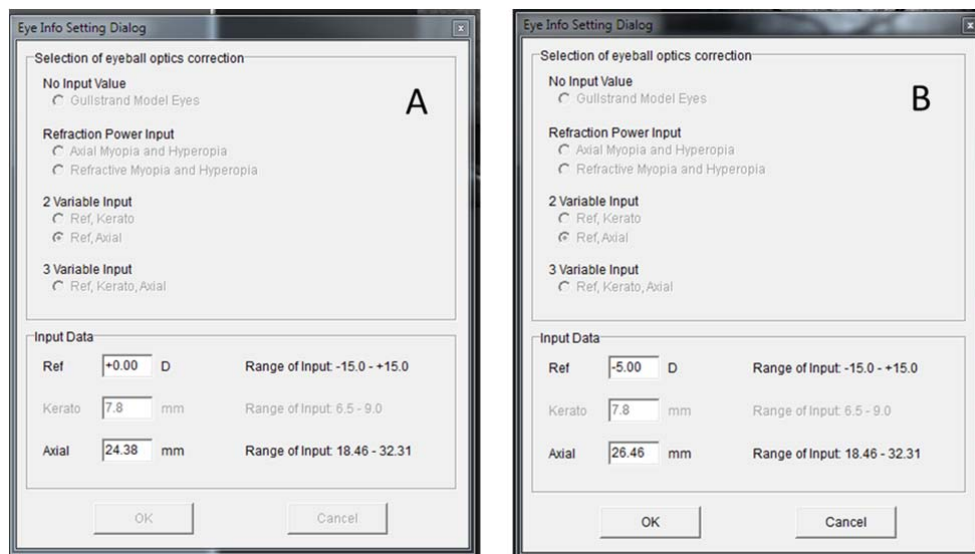 Eye Info Setting Dialog x
Selection of eyeball optics correction
No Input Value
Gullstrand Model Eyes
A
Refraction Power Input
Axial Myopia and Hyperopia
Refractive Myopia and Hyperopia
2 Variable Input
Ref, Kerato
Ref, Axial
3 Variable Input
Ref, Kerato, Axial
Input Data
Ref +0.00 D Range of Input: -15.0 - +15.0
Kerato 7.8 mm Range of Input: 6.5 - 9.0
Axial 24.38 mm Range of Input: 18.46 - 32.31
OK Cancel
Eye Info Setting Dialog x
Selection of eyeball optics correction
No Input Value
Gullstrand Model Eyes
B
Refraction Power Input
Axial Myopia and Hyperopia
Refractive Myopia and Hyperopia
2 Variable Input
Ref, Kerato
Ref, Axial
3 Variable Input
Ref, Kerato, Axial
Input Data
Ref -5.00 D Range of Input: -15.0 - +15.0
Kerato 7.8 mm Range of Input: 6.5 - 9.0
Axial 26.46 mm Range of Input: 18.46 - 32.31
OK Cancel